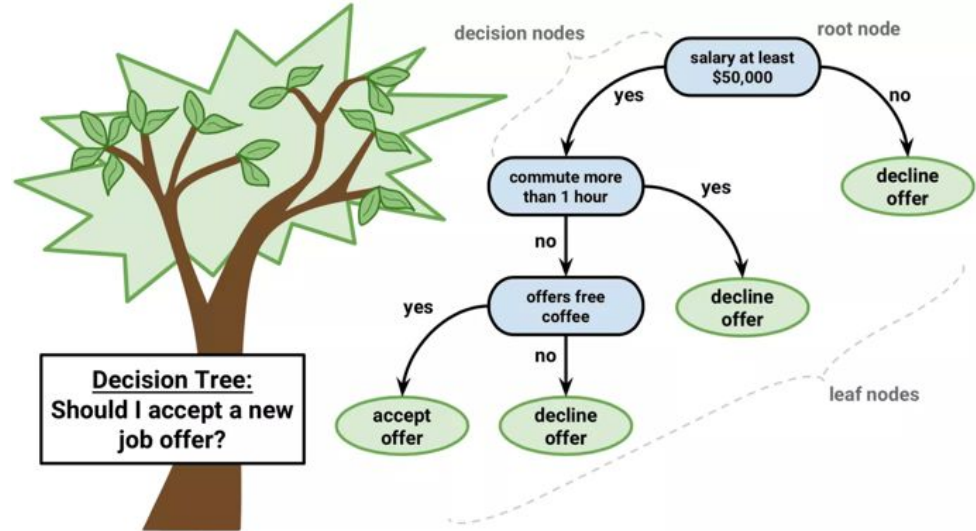 decision nodes
root node
salary at least
$50,000
yes
no
commute more
than 1 hour
yes
decline
offer
no
offers free
coffee
decline
offer
yes
no
leaf nodes
accept
offer
decline
offer
Decision Tree:
Should I accept a new
job offer?